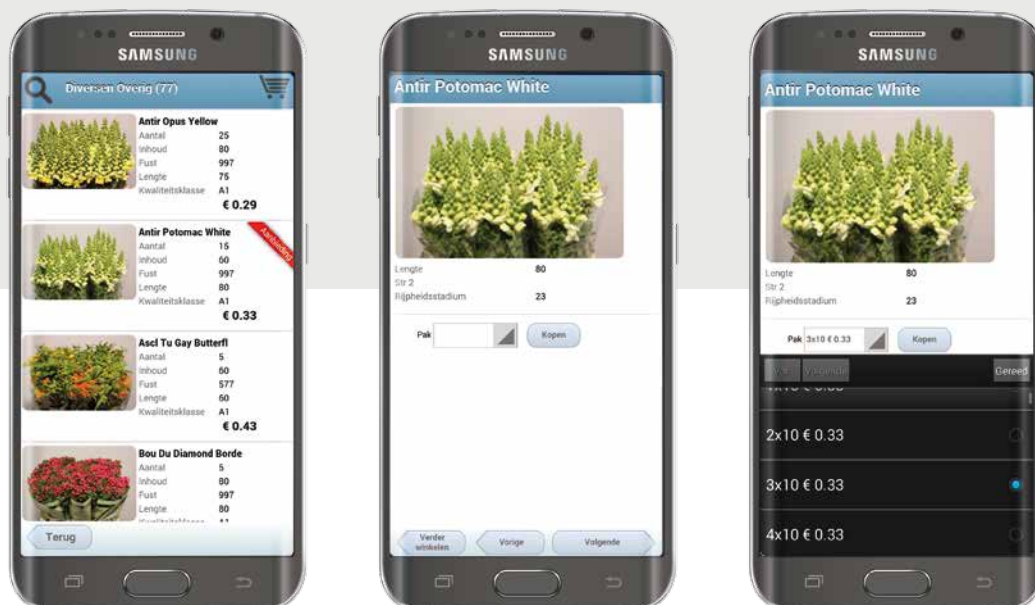 SAMSUNG
Diversen Overig (77)
Antir Opus Yellow
Aantal 25
Inhoud 80
Fust 997
Lengte 75
Kwaliteitsklasse A1
€ 0.29
Antir Potomac White
Aanbieding
Aantal 15
Inhoud 60
Fust 997
Lengte 80
Kwaliteitsklasse A1
€ 0.33
Ascl Tu Gay Butterfl
Aantal 5
Inhoud 60
Fust 577
Lengte 60
Kwaliteitsklasse A1
€ 0.43
Bou Du Diamond Borde
Aantal 5
Inhoud 80
Fust 997
Lengte 80
Kwaliteitsklasse A1
Terug
SAMSUNG
Antir Potomac White
Lengte 80
Str 2
Rijpheidsstadium 23
Pak Kopen
Verder
winkelen Vorige Volgende
SAMSUNG
Antir Potomac White
Lengte 80
Str 2
Rijpheidsstadium 23
Pak 3x10 € 0.33 Kopen
Volgende Gereed
1x10 € 0.33
2x10 € 0.33
3x10 € 0.33
4x10 € 0.33